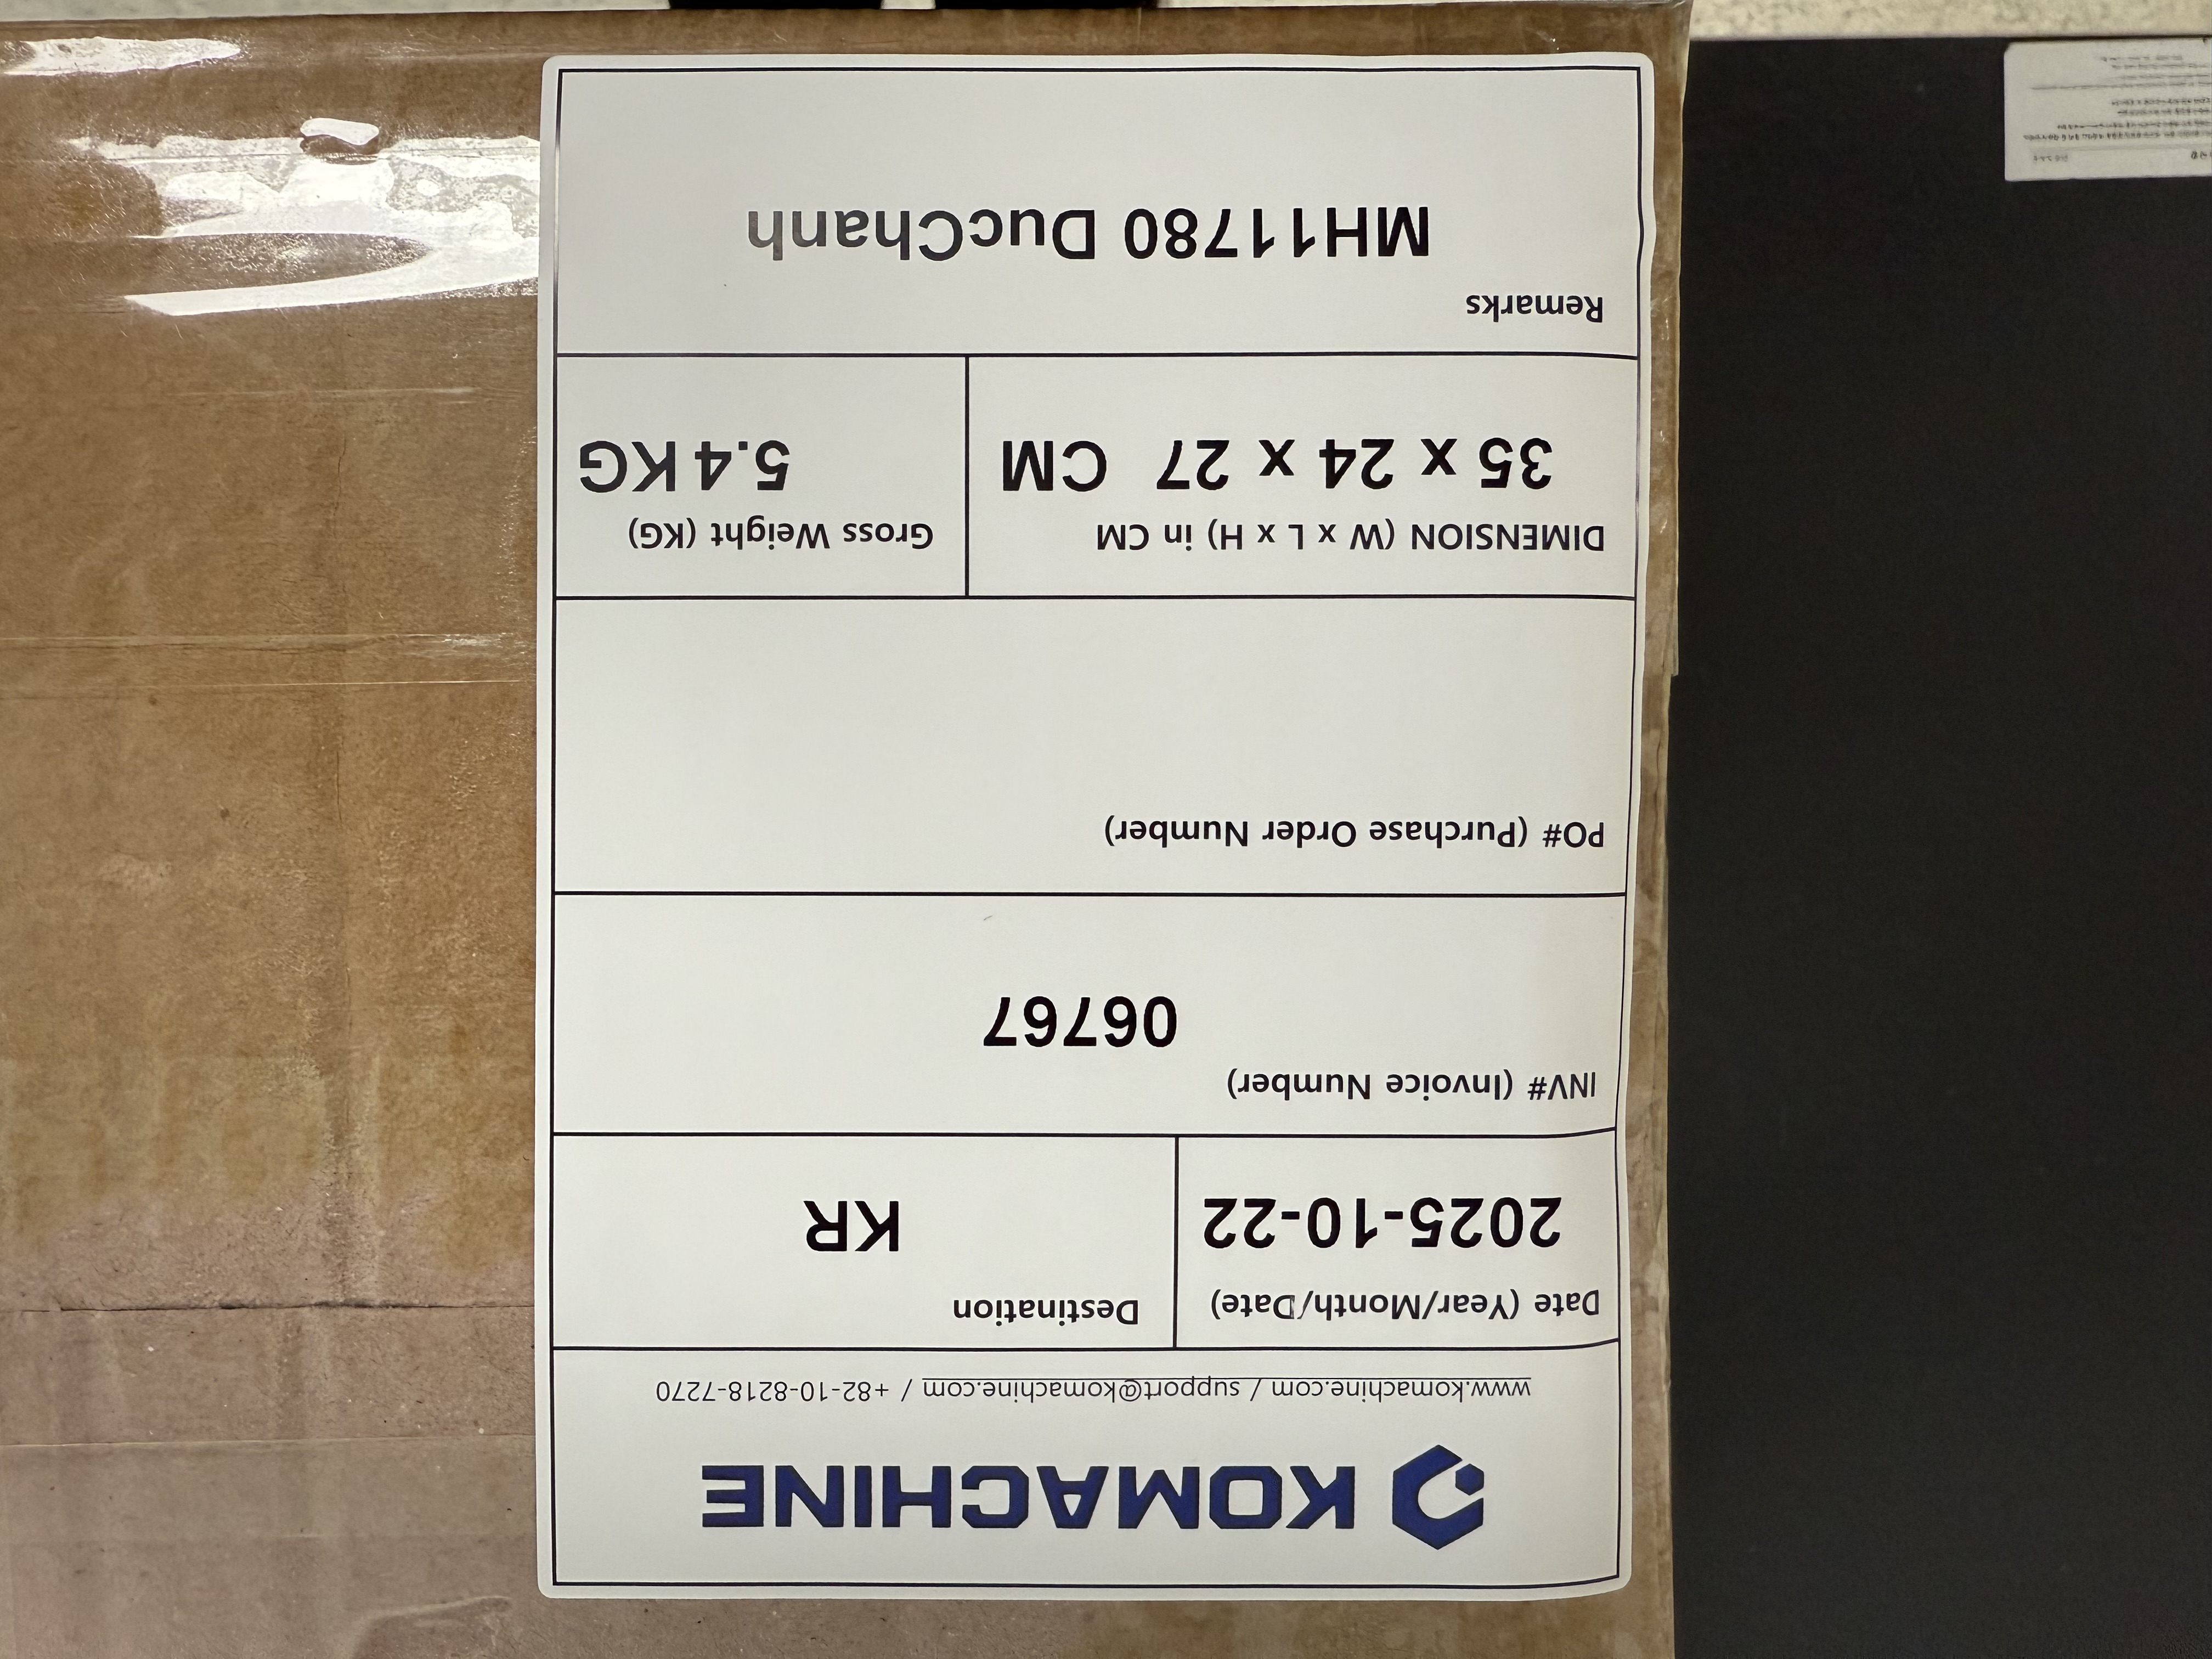 KOMACHINE
www.komachine.com / support@komachine.com / +82-10-8218-7270
Date (Year/Month/Date)
2025-10-22
Destination
KR
INV# (Invoice Number)
06767
PO# (Purchase Order Number)
DIMENSION (W x L x H) in CM
35 x 24 x 27 CM
Gross Weight (KG)
5.4 KG
Remarks
MH11780 DucChanh